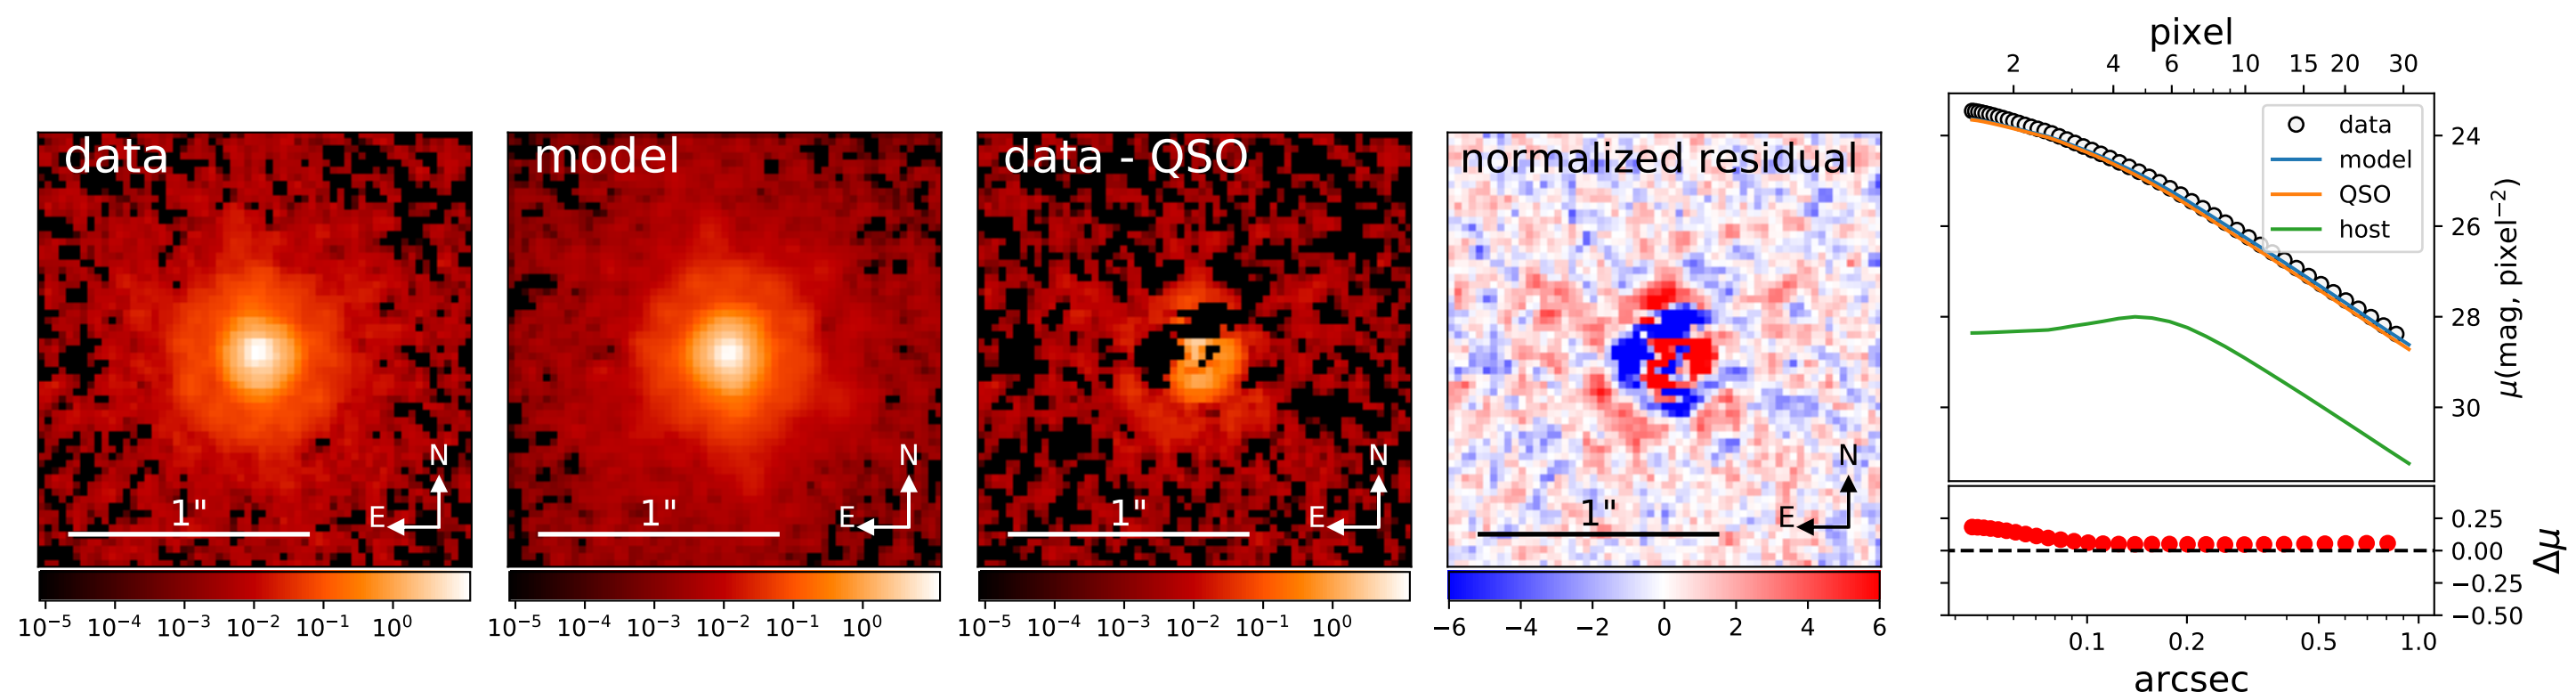 data
N
E
1"
10⁻⁵ 10⁻⁴ 10⁻³ 10⁻² 10⁻¹ 10⁰
model
N
E
1"
10⁻⁵ 10⁻⁴ 10⁻³ 10⁻² 10⁻¹ 10⁰
data - QSO
N
E
1"
10⁻⁵ 10⁻⁴ 10⁻³ 10⁻² 10⁻¹ 10⁰
normalized residual
N
E
1"
−6 −4 −2 0 2 4 6
pixel
2 4 6 10 15 20 30
data
model
QSO
host
24
26
28
30
μ(mag, pixel⁻²)
0.25
0.00
−0.25
−0.50
Δμ
0.1 0.2 0.5 1.0
arcsec